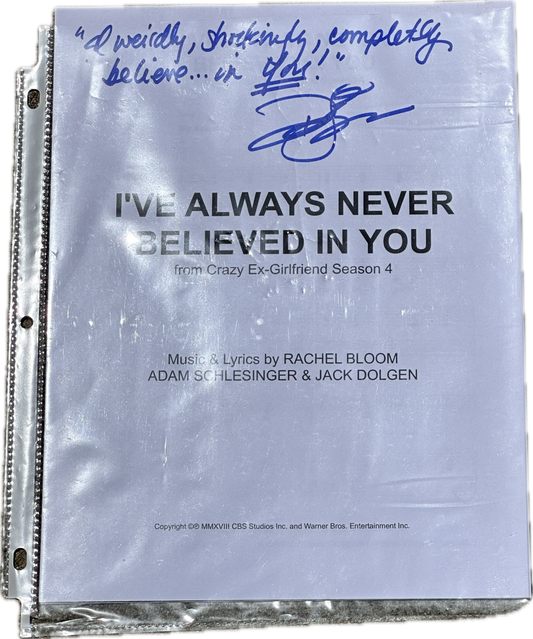 "I weirdly, shockingly, completely
believe... in You!"
I'VE ALWAYS NEVER
BELIEVED IN YOU
from Crazy Ex-Girlfriend Season 4
Music & Lyrics by RACHEL BLOOM
ADAM SCHLESINGER & JACK DOLGEN
Copyright ©℗ MMXVIII CBS Studios Inc. and Warner Bros. Entertainment Inc.